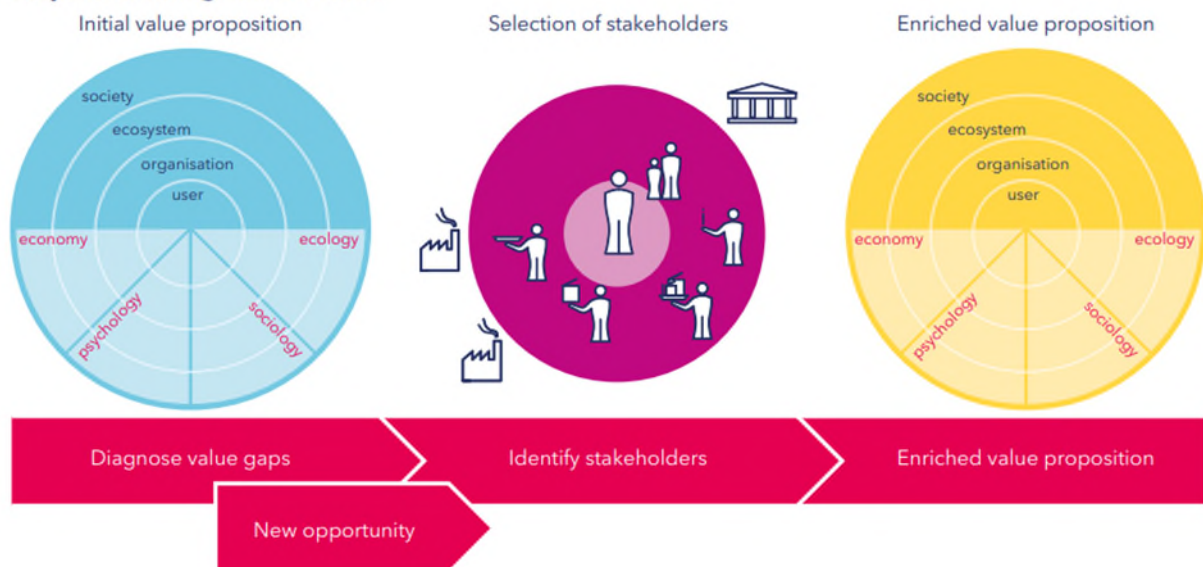 Initial value proposition
Selection of stakeholders
Enriched value proposition
society
ecosystem
organisation
user
economy
ecology
psychology
sociology
society
ecosystem
organisation
user
economy
ecology
psychology
sociology
Diagnose value gaps
Identify stakeholders
Enriched value proposition
New opportunity